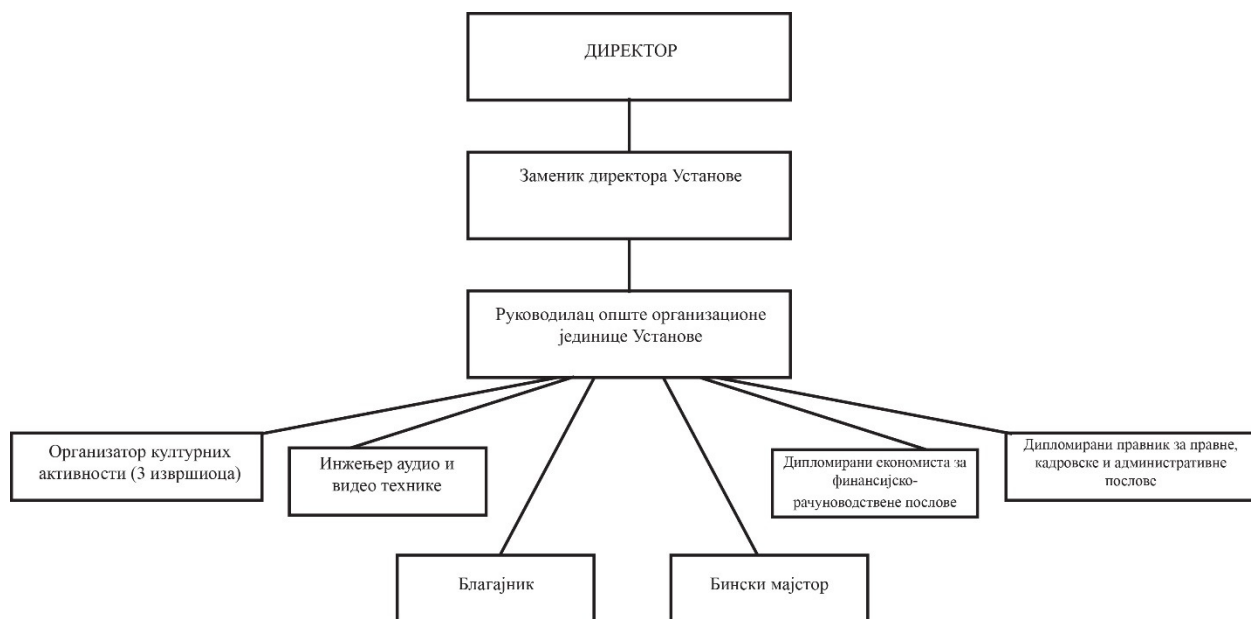 ДИРЕКТОР
Заменик директора Установе
Руководилац опште организационе
јединице Установе
Организатор културних
активности (3 извршиоца)
Инжењер аудио и
видео технике
Дипломирани економиста за
финансијско-
рачуноводствене послове
Дипломирани правник за правне,
кадровске и административне
послове
Благајник
Бински мајстор